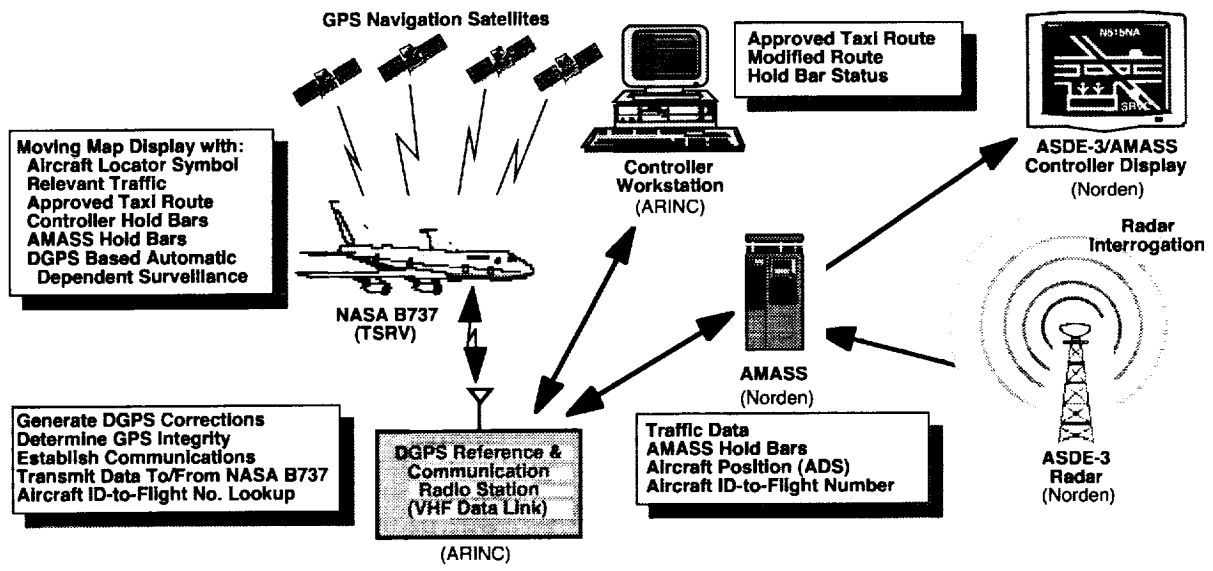 GPS Navigation Satellites
Approved Taxi Route
Modified Route
Hold Bar Status
N515NA
SRVC
ASDE-3/AMASS
Controller Display
(Norden)
Controller
Workstation
(ARINC)
Moving Map Display with:
Aircraft Locator Symbol
Relevant Traffic
Approved Taxi Route
Controller Hold Bars
AMASS Hold Bars
DGPS Based Automatic
Dependent Surveillance
NASA B737
(TSRV)
Radar
Interrogation
AMASS
(Norden)
Generate DGPS Corrections
Determine GPS Integrity
Establish Communications
Transmit Data To/From NASA B737
Aircraft ID-to-Flight No. Lookup
DGPS Reference &
Communication
Radio Station
(VHF Data Link)
(ARINC)
Traffic Data
AMASS Hold Bars
Aircraft Position (ADS)
Aircraft ID-to-Flight Number
ASDE-3
Radar
(Norden)